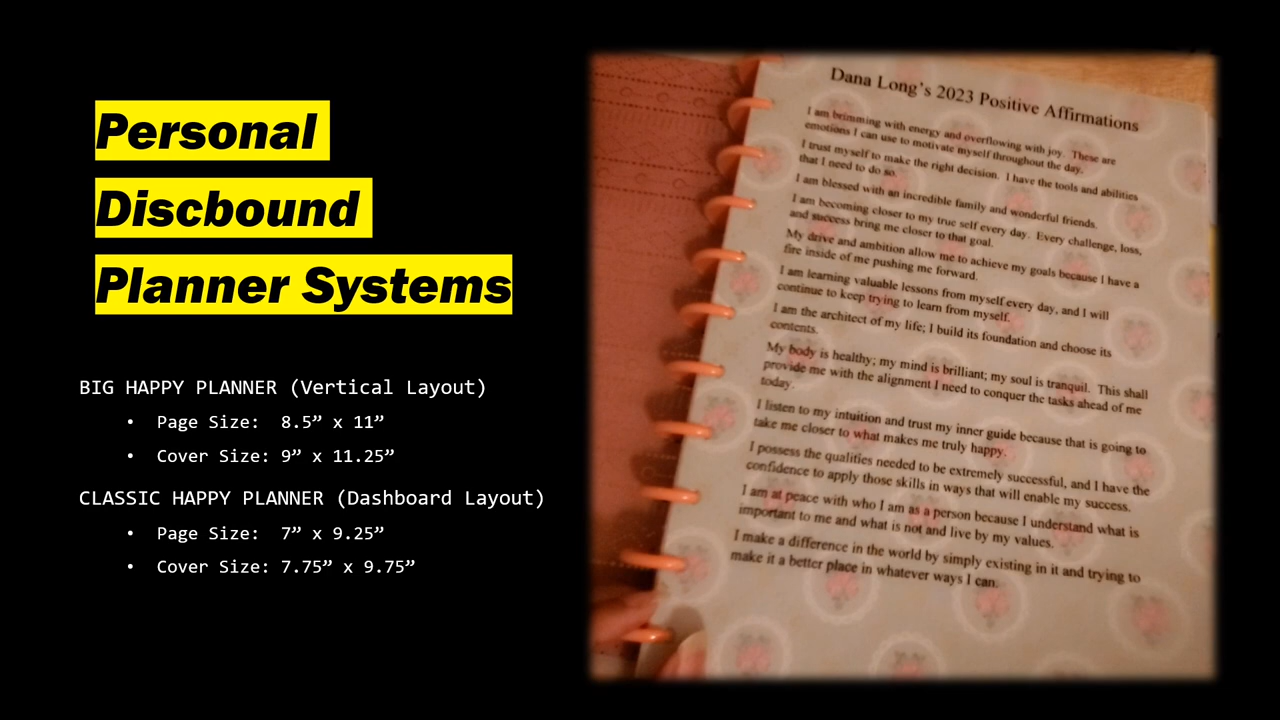 Personal
Discbound
Planner Systems
BIG HAPPY PLANNER (Vertical Layout)
• Page Size: 8.5” x 11”
• Cover Size: 9” x 11.25”
CLASSIC HAPPY PLANNER (Dashboard Layout)
• Page Size: 7” x 9.25”
• Cover Size: 7.75” x 9.75”
Dana Long’s 2023 Positive Affirmations
I am brimming with energy and overflowing with joy. These are
emotions I can use to motivate myself throughout the day.
I trust myself to make the right decision. I have the tools and abilities
that I need to do so.
I am blessed with an incredible family and wonderful friends.
I am becoming closer to my true self every day. Every challenge, loss,
and success bring me closer to that goal.
My drive and ambition allow me to achieve my goals because I have a
fire inside of me pushing me forward.
I am learning valuable lessons from myself every day, and I will
continue to keep trying to learn from myself.
I am the architect of my life; I build its foundation and choose its
contents.
My body is healthy; my mind is brilliant; my soul is tranquil. This shall
provide me with the alignment I need to conquer the tasks ahead of me
today.
I listen to my intuition and trust my inner guide because that is going to
take me closer to what makes me truly happy.
I possess the qualities needed to be extremely successful, and I have the
confidence to apply those skills in ways that will enable my success.
I am at peace with who I am as a person because I understand what is
important to me and what is not and live by my values.
I make a difference in the world by simply existing in it and trying to
make it a better place in whatever ways I can.